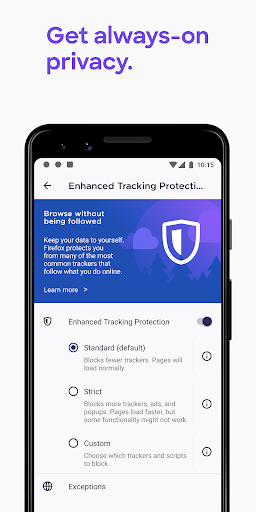 Get always-on
privacy.
10:15
Enhanced Tracking Protecti...
Browse without
being followed
Keep your data to yourself.
Firefox protects you
from many of the most
common trackers that
follow what you do online.
Learn more >
Enhanced Tracking Protection
Standard (default)
Blocks fewer trackers. Pages will
load normally.
Strict
Blocks more trackers, ads, and
popups. Pages load faster, but
some functionality might not work.
Custom
Choose which trackers and scripts
to block.
Exceptions